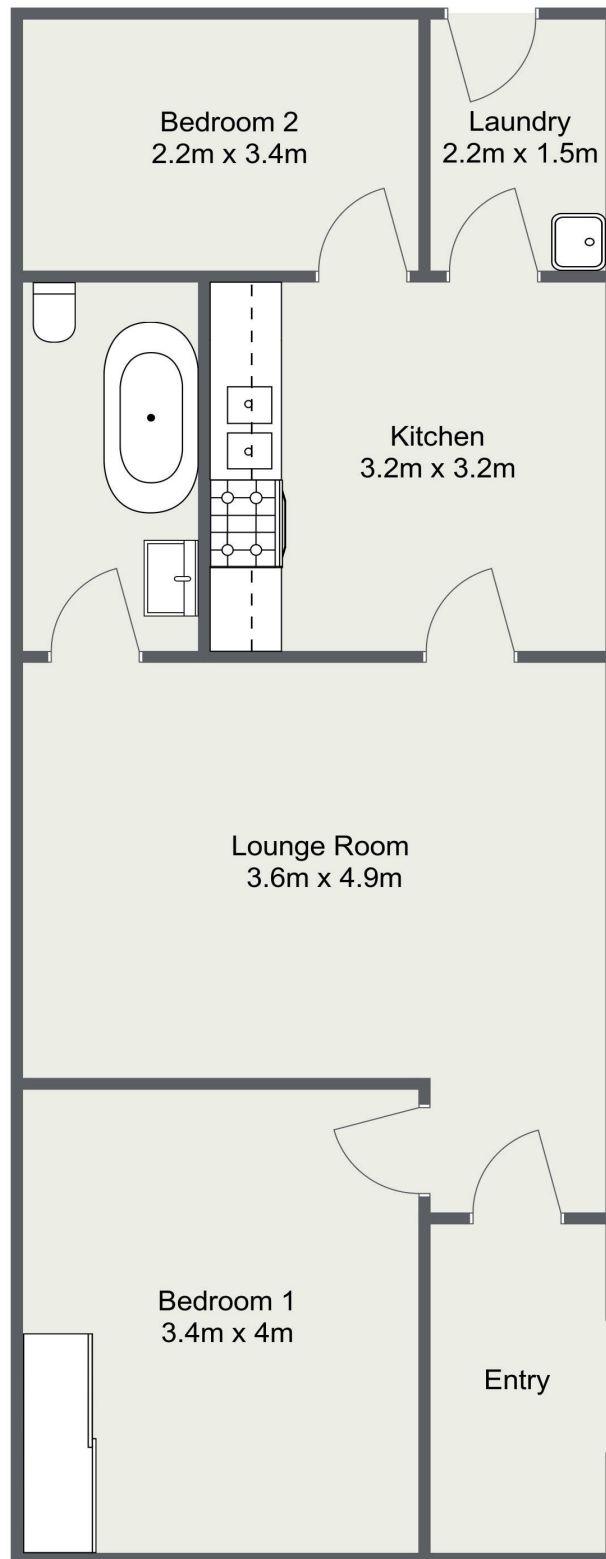 Bedroom 2
2.2m x 3.4m
Laundry
2.2m x 1.5m
Kitchen
3.2m x 3.2m
Lounge Room
3.6m x 4.9m
Bedroom 1
3.4m x 4m
Entry